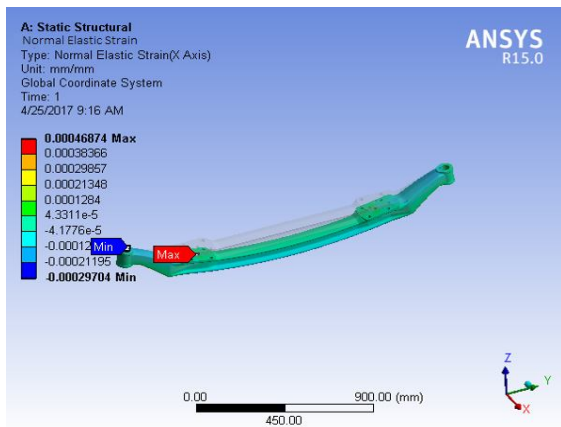 A: Static Structural
Normal Elastic Strain
Type: Normal Elastic Strain(X Axis)
Unit: mm/mm
Global Coordinate System
Time: 1
4/25/2017 9:16 AM
ANSYS
R15.0
0.00046874 Max
0.00038366
0.00029857
0.00021348
0.0001284
4.3311e-5
-4.1776e-5
-0.00012
-0.00021195
-0.00029704 Min
Min
Max
0.00
900.00 (mm)
450.00
Z
Y
X